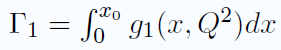 Γ₁ = ∫₀^{x₀} g₁(x, Q²)dx